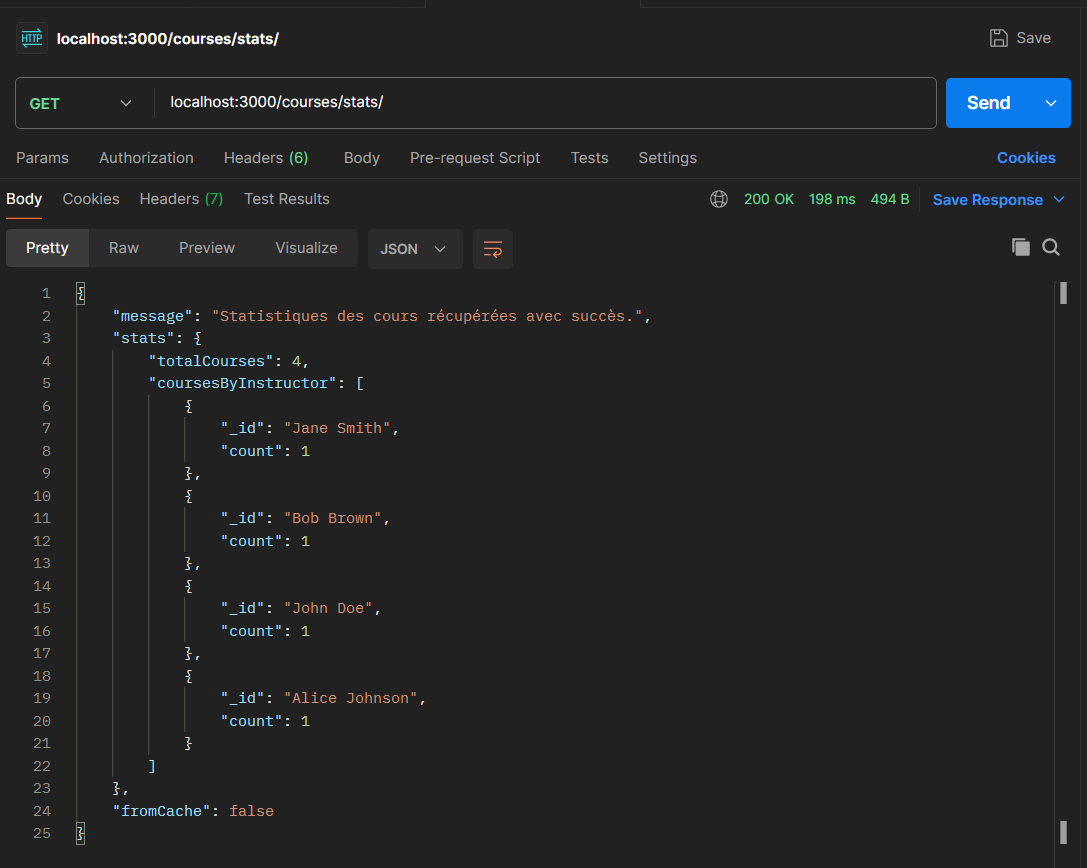 HTTP localhost:3000/courses/stats/ Save
GET localhost:3000/courses/stats/ Send
Params Authorization Headers (6) Body Pre-request Script Tests Settings Cookies
Body Cookies Headers (7) Test Results 200 OK 198 ms 494 B Save Response
Pretty Raw Preview Visualize JSON
1 {
2 "message": "Statistiques des cours récupérées avec succès.",
3 "stats": {
4 "totalCourses": 4,
5 "coursesByInstructor": [
6 {
7 "_id": "Jane Smith",
8 "count": 1
9 },
10 {
11 "_id": "Bob Brown",
12 "count": 1
13 },
14 {
15 "_id": "John Doe",
16 "count": 1
17 },
18 {
19 "_id": "Alice Johnson",
20 "count": 1
21 }
22 ]
23 },
24 "fromCache": false
25 }